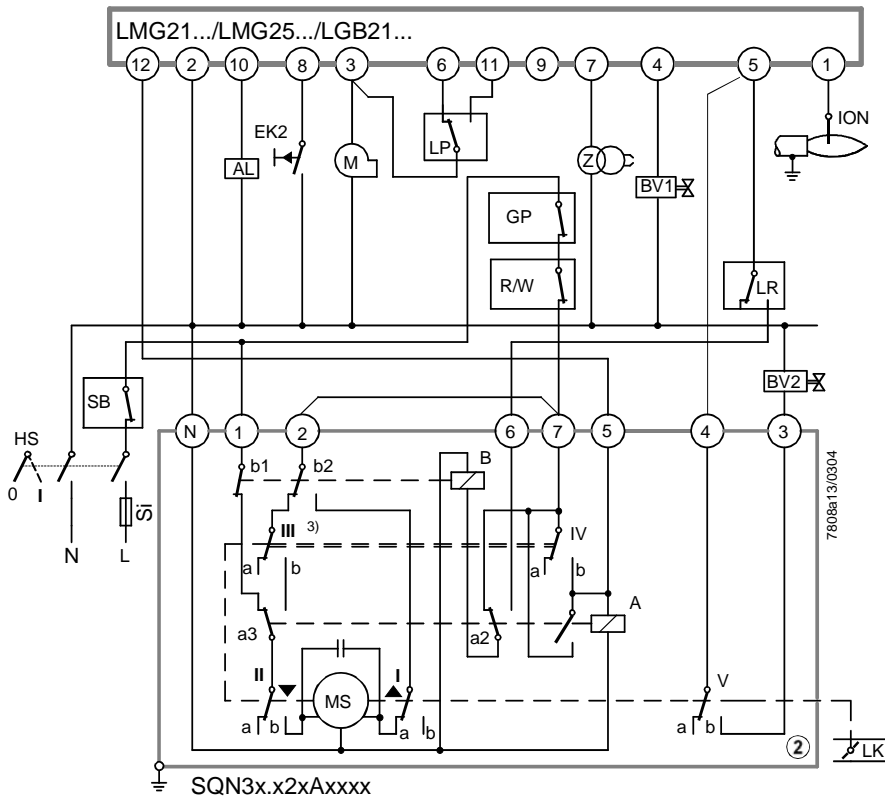 LMG21.../LMG25.../LGB21...
12 2 10 8 3 6 11 9 7 4 5 1
EK2
ION
AL
M
LP
Z
BV1
GP
R/W
LR
SB
BV2
HS
N 1 2 6 7 5 4 3
0 I
Si
N L
b1 b2 B
III 3) IV
a b a b
A
a3 a2
II I V
MS
a b a b a b
2
LK
7808a13/0304
SQN3x.x2xAxxxx